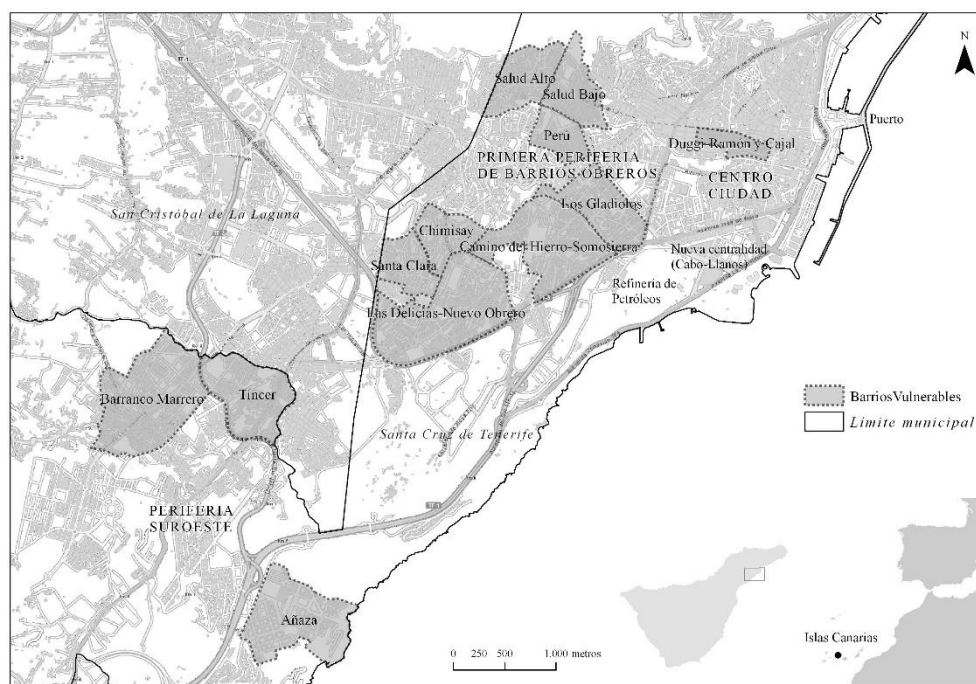 N
Salud Alto
Salud Bajo
Puerto
Perú
Duggi-Ramón y Cajal
PRIMERA PERIFERIA
DE BARRIOS OBREROS
CENTRO
CIUDAD
San Cristóbal de La Laguna
Los Gladiolos
Chimisay
Camino del Hierro-Somosierra
Nueva centralidad
(Cabo-Llanos)
Santa Clara
Refinería de
Petróleos
Las Delicias-Nuevo Obrero
Barranco Marrero
Tíncer
Barrios Vulnerables
Límite municipal
Santa Cruz de Tenerife
PERIFERIA
SUROESTE
TF-1
Añaza
Islas Canarias
0 250 500 1.000 metros